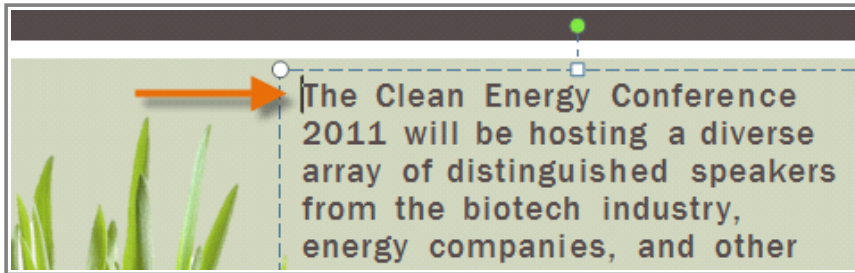 The Clean Energy Conference
2011 will be hosting a diverse
array of distinguished speakers
from the biotech industry,
energy companies, and other